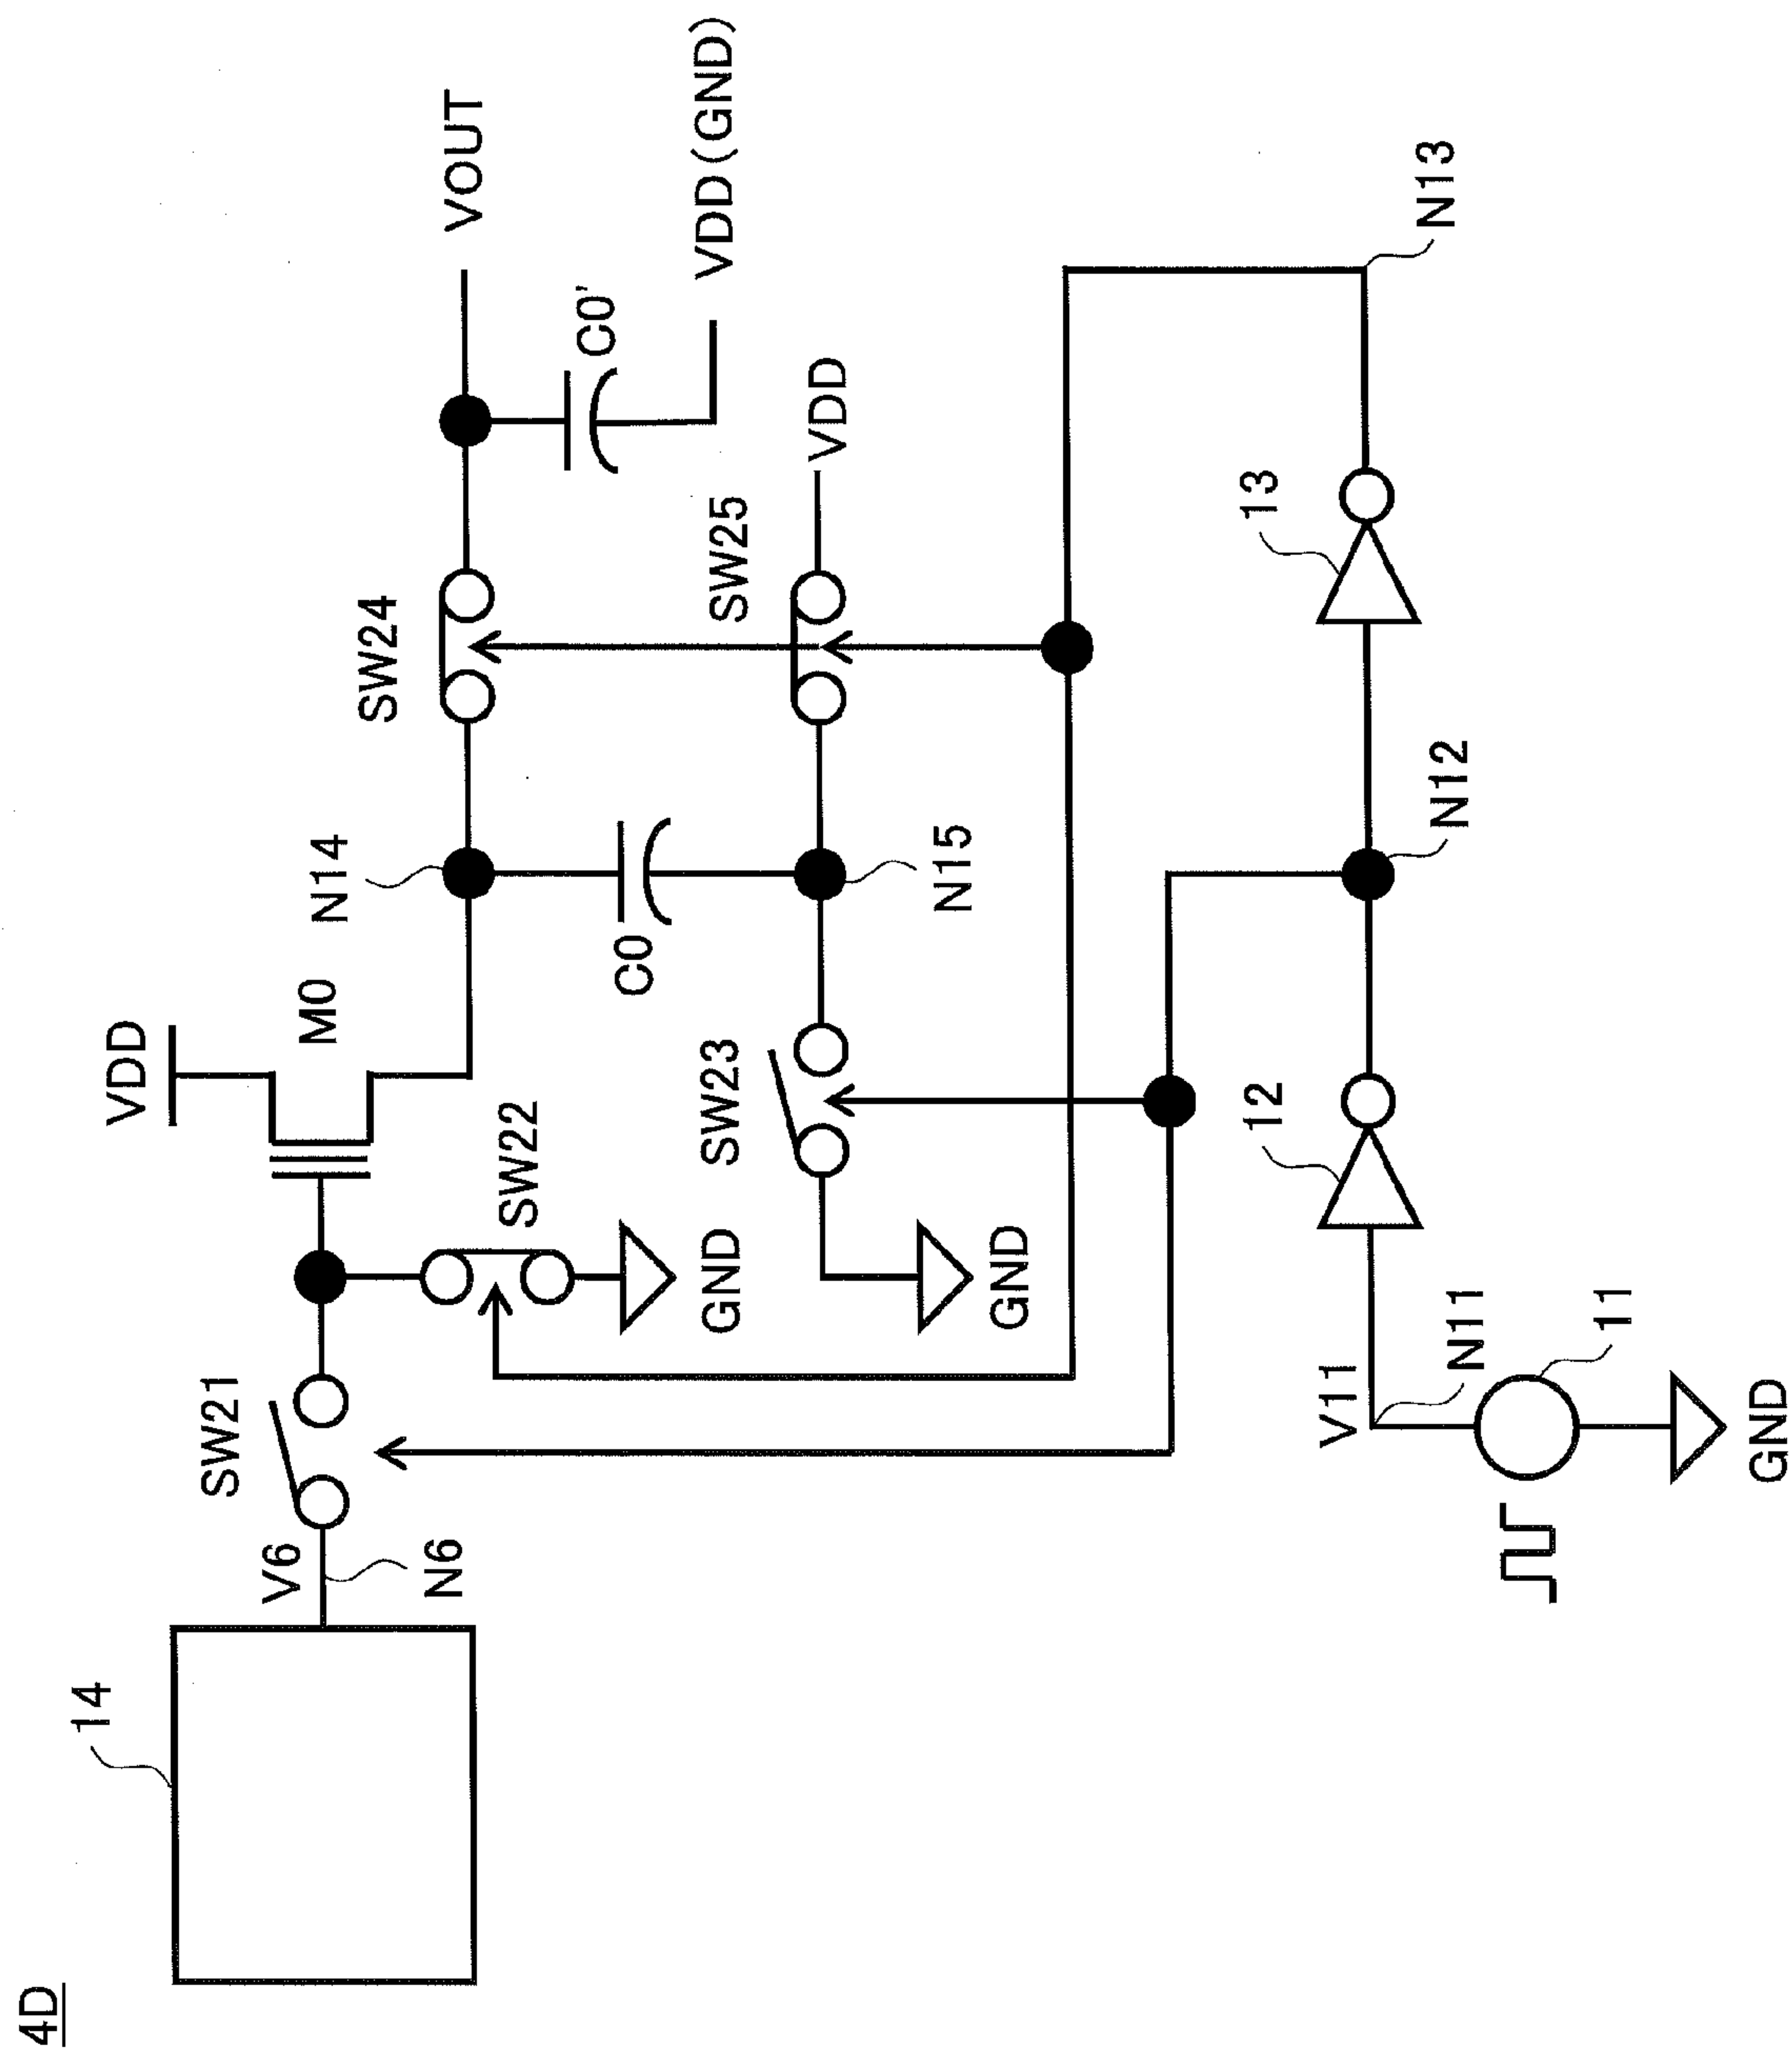 4D
14
V6
N6
SW21
SW22
GND
VDD
M0
N14
SW24
VOUT
C0'
VDD(GND)
C0
SW23
GND
N15
SW25
VDD
V11
N11
11
GND
12
N12
13
N13